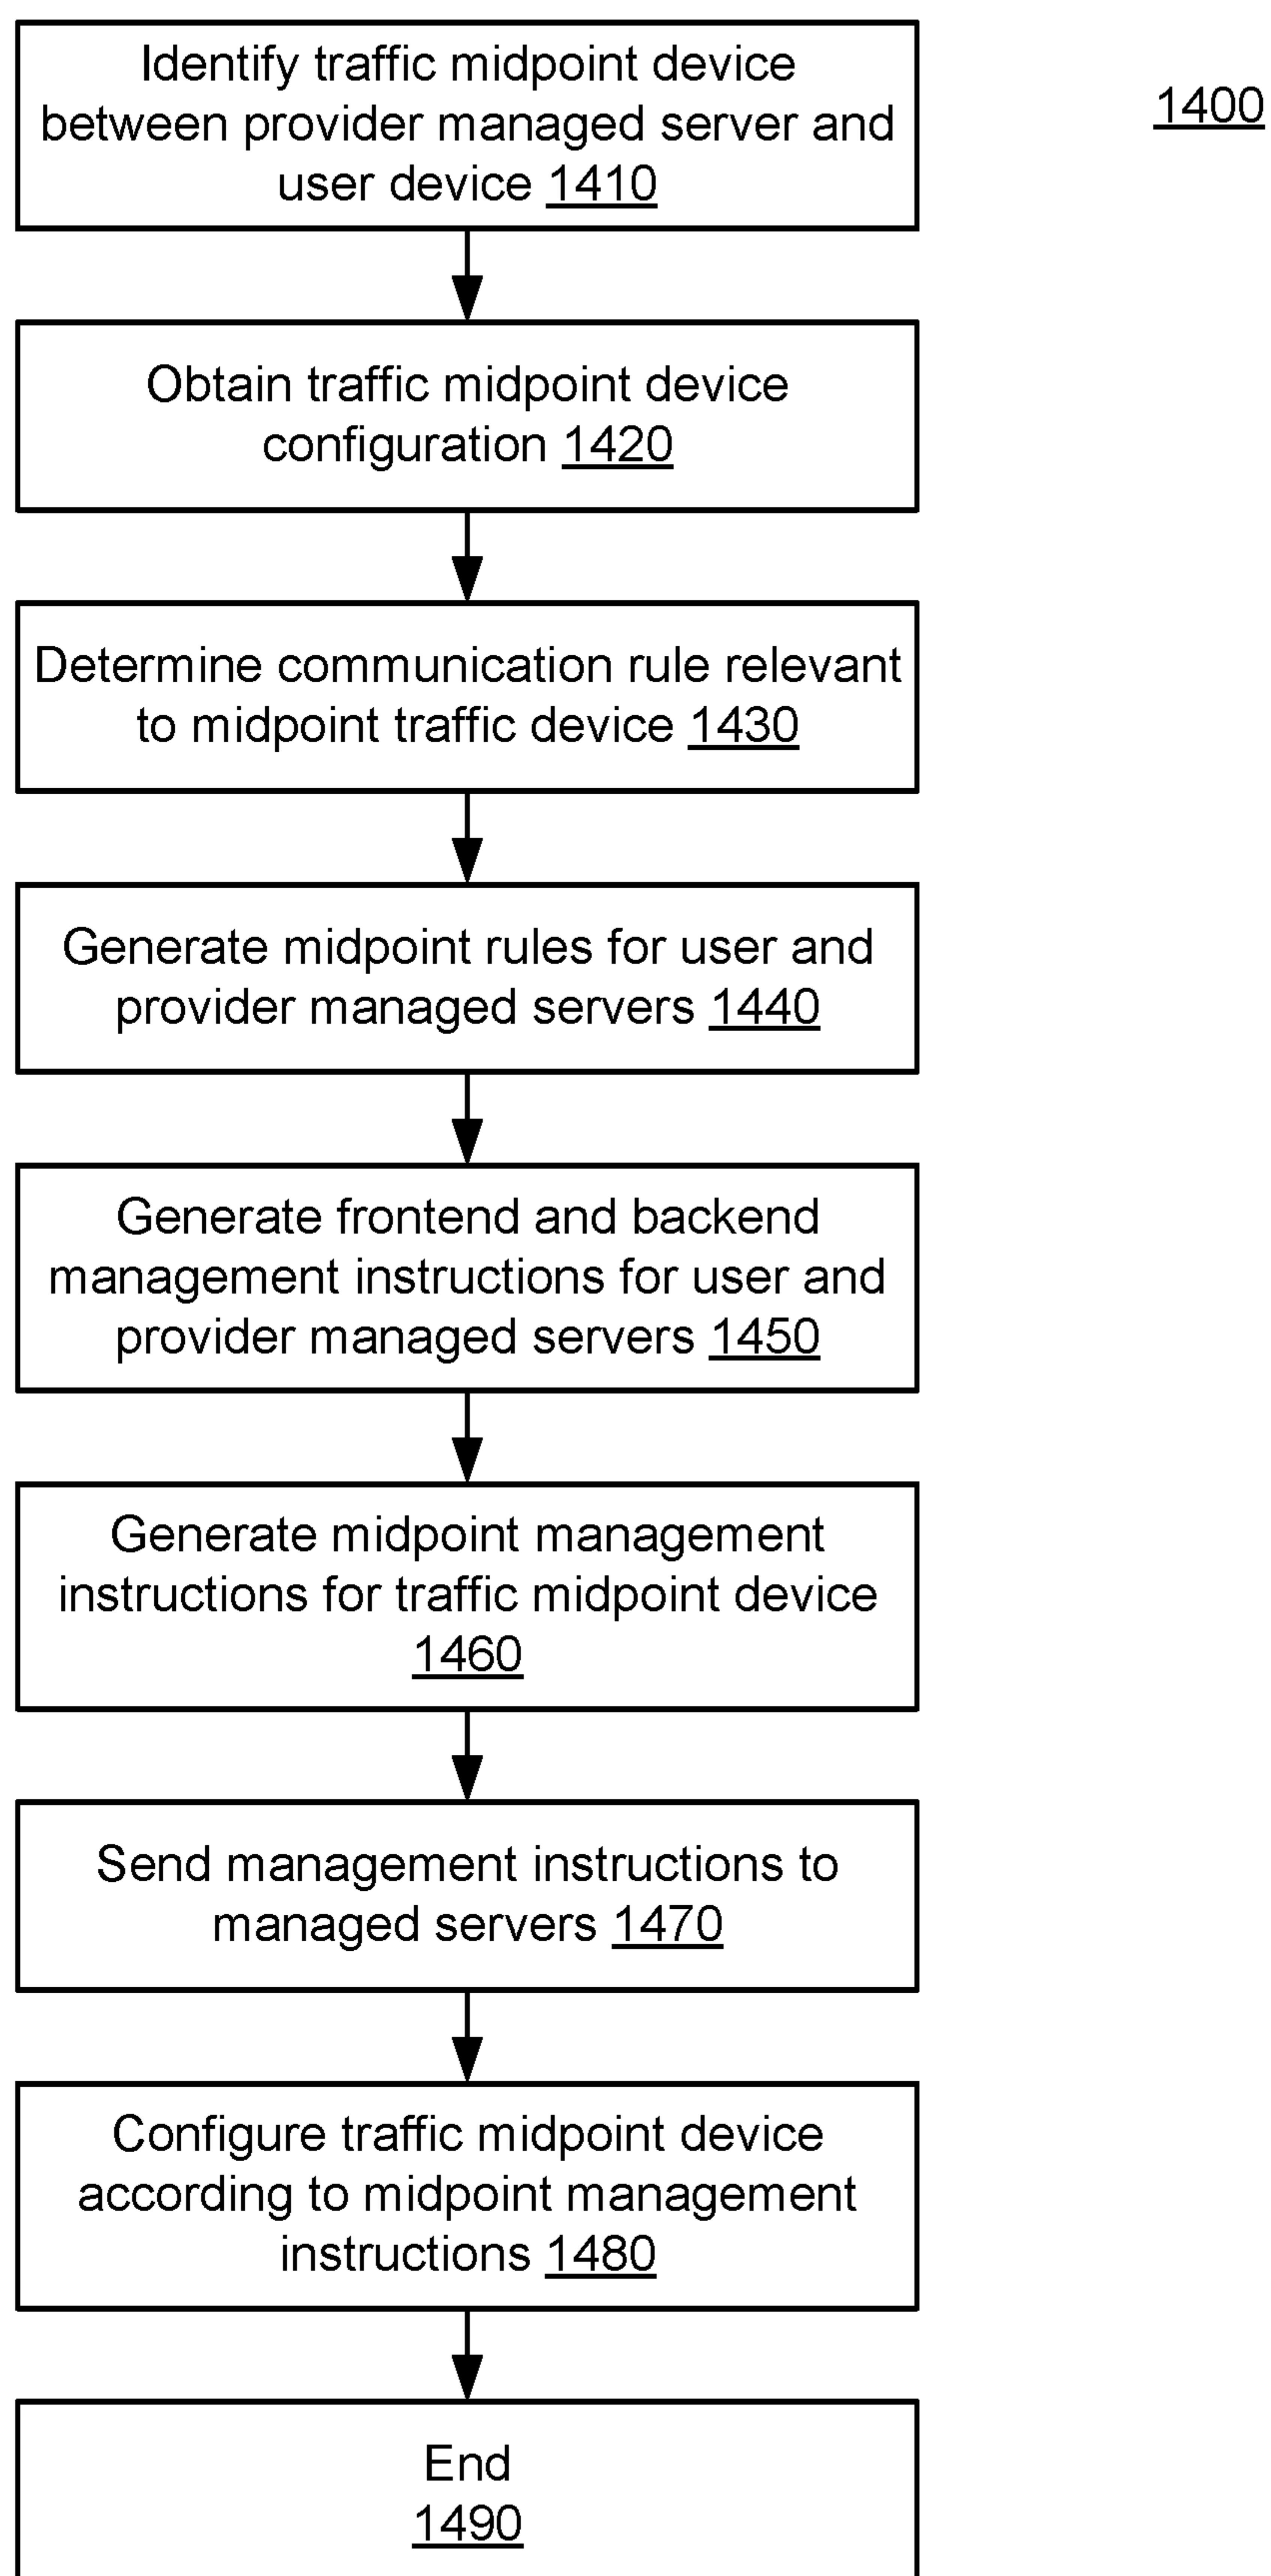 1400
Identify traffic midpoint device
between provider managed server and
user device 1410
Obtain traffic midpoint device
configuration 1420
Determine communication rule relevant
to midpoint traffic device 1430
Generate midpoint rules for user and
provider managed servers 1440
Generate frontend and backend
management instructions for user and
provider managed servers 1450
Generate midpoint management
instructions for traffic midpoint device
1460
Send management instructions to
managed servers 1470
Configure traffic midpoint device
according to midpoint management
instructions 1480
End
1490